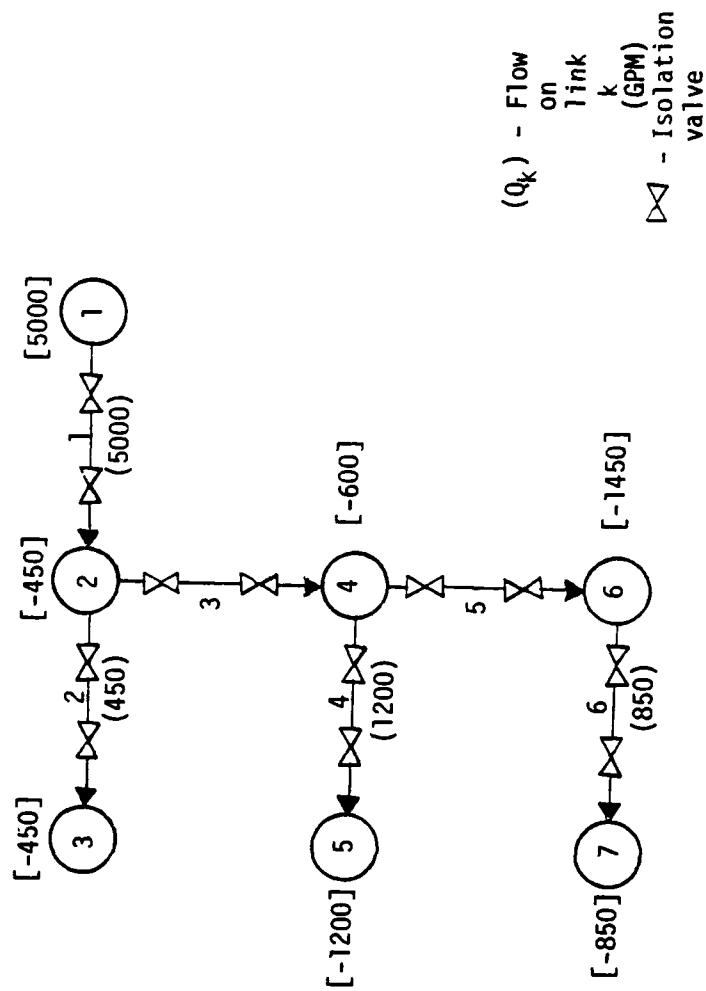 [-450] [-450] [5000]
3 2 2 1 1
(450) (5000)
3
[-1200] 5 4 4 [-600]
(1200)
5
(Qk) - Flow
on
link
k
(GPM)
- Isolation
valve
[-850] 7 6 6 [-1450]
(850)